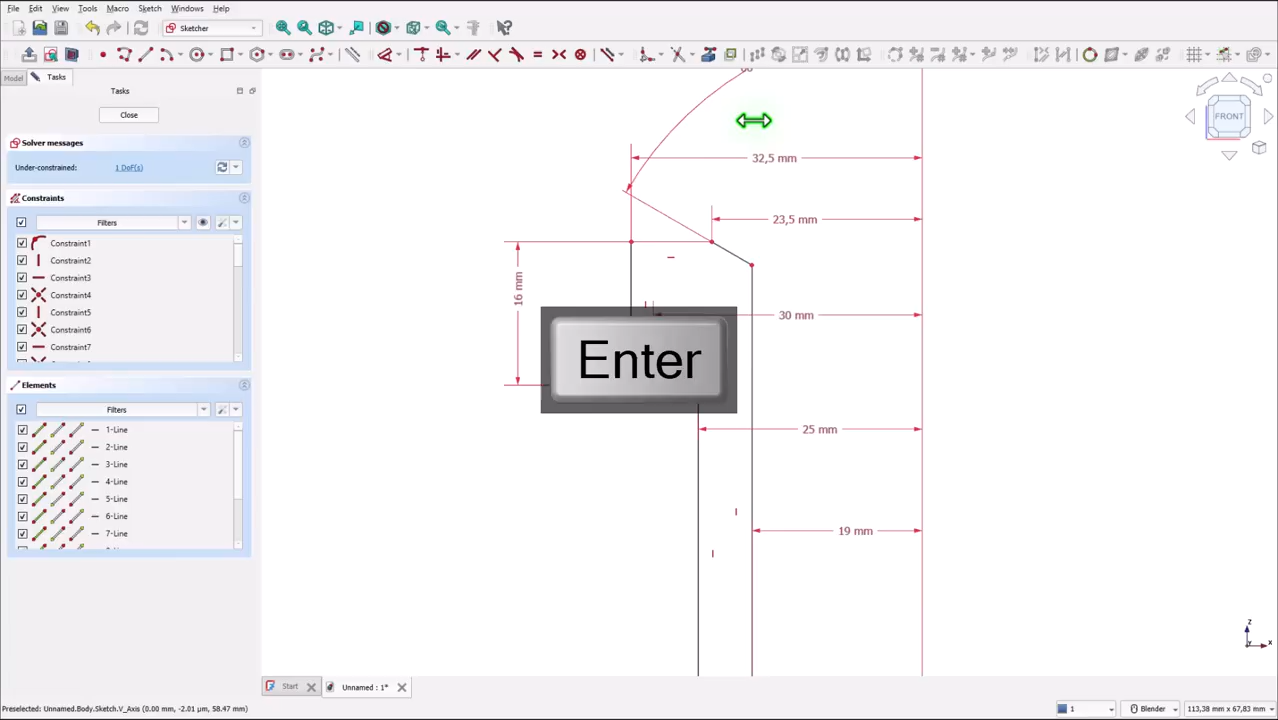 File Edit View Tools Sketch Windows Help
Sketcher
Model Tasks
Tasks
Close
Solver messages
Under-constrained: 1 DoF(s)
Constraints
Filters
Constraint1
Constraint2
Constraint3
Constraint4
Constraint5
Constraint6
Constraint7
Elements
Filters
1-Line
2-Line
3-Line
4-Line
5-Line
6-Line
7-Line
FRONT
32,5 mm
23,5 mm
16 mm
30 mm
Enter
25 mm
19 mm
z
y
x
Start Unnamed : 1*
Preselected: Unnamed.Body.Sketch.V_Axis (0.00 mm, -2.01 µm, 58.47 mm)
1 Blender 113,38 mm x 67,83 mm